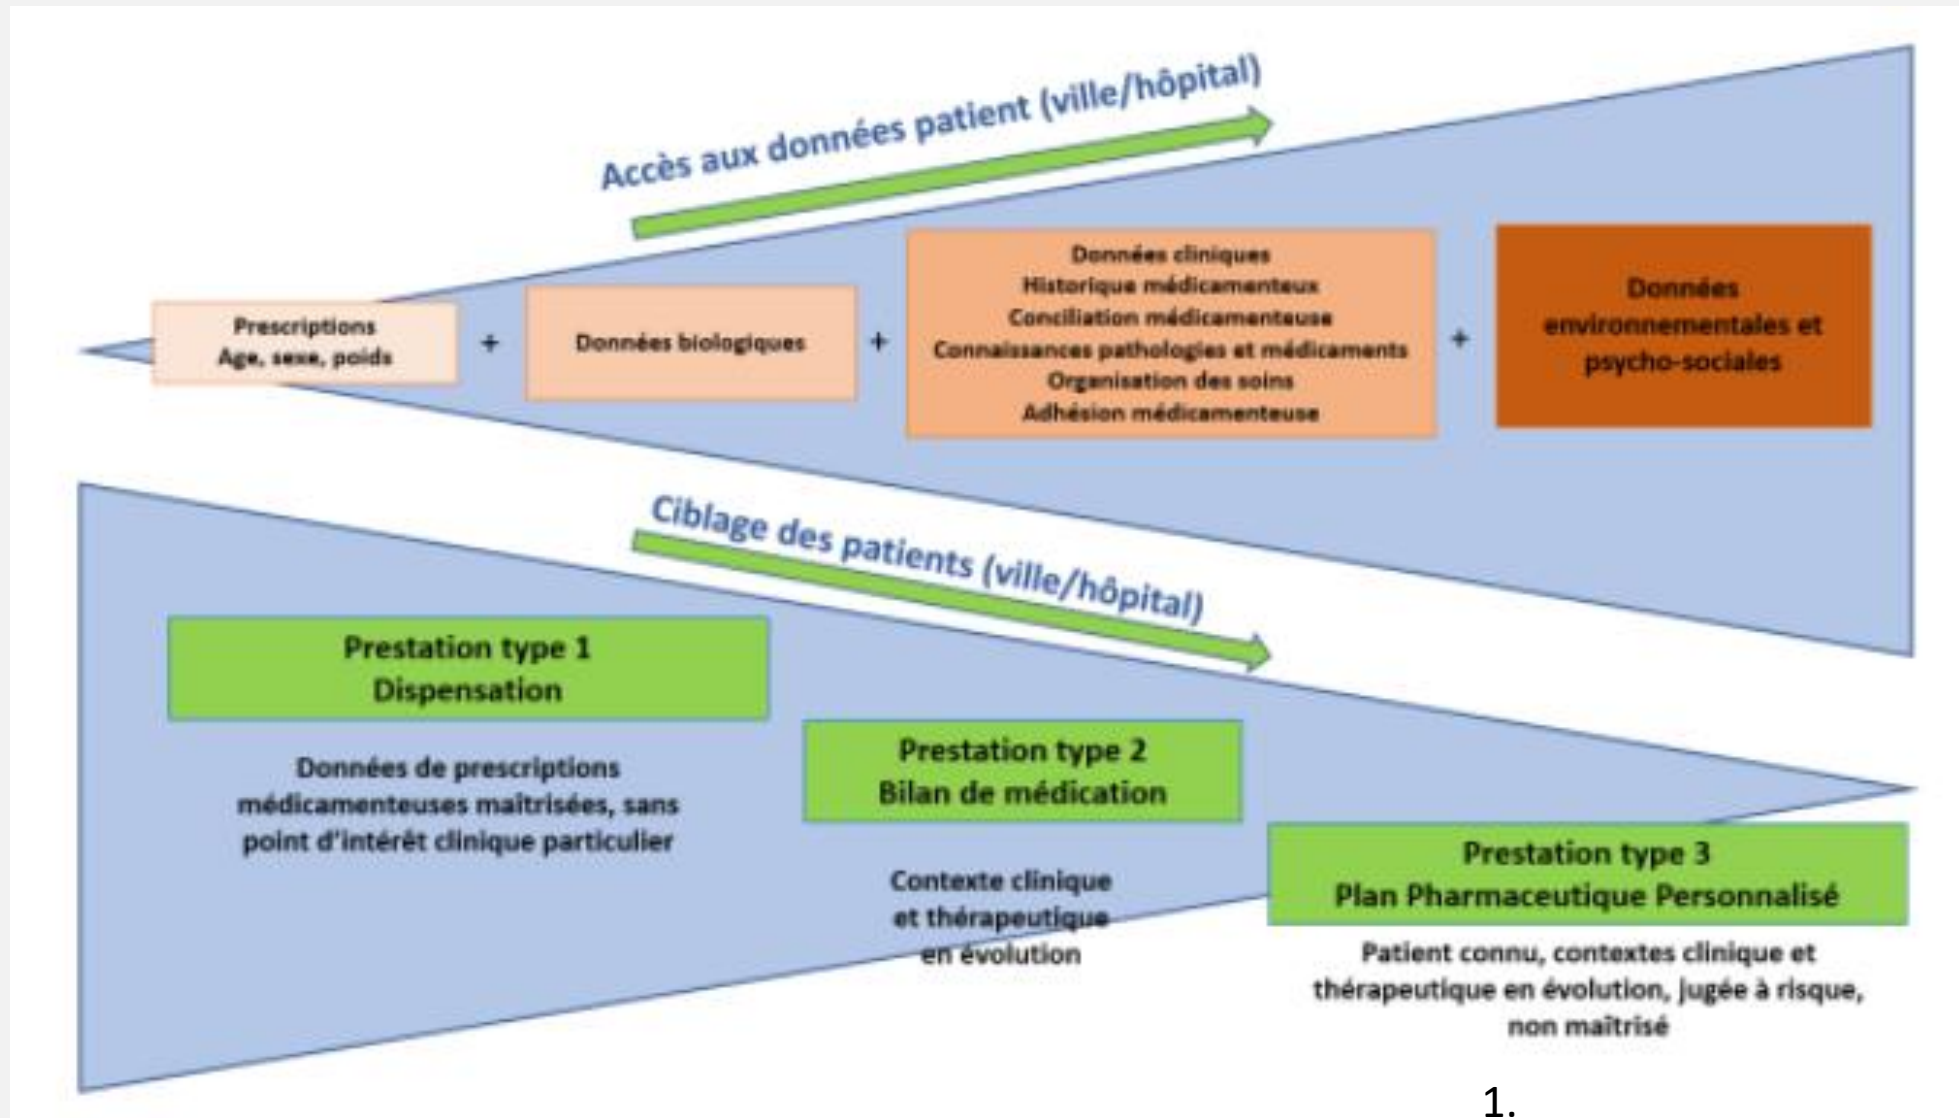 Accès aux données patient (ville/hôpital)
Prescriptions
Age, sexe, poids
+
Données biologiques
+
Données cliniques
Historique médicamenteux
Conciliation médicamenteuse
Connaissances pathologies et médicaments
Organisation des soins
Adhésion médicamenteuse
+
Données
environnementales et
psycho-sociales
Ciblage des patients (ville/hôpital)
Prestation type 1
Dispensation
Données de prescriptions
médicamenteuses maîtrisées, sans
point d'intérêt clinique particulier
Prestation type 2
Bilan de médication
Contexte clinique
et thérapeutique
en évolution
Prestation type 3
Plan Pharmaceutique Personnalisé
Patient connu, contextes clinique et
thérapeutique en évolution, jugée à risque,
non maîtrisé
1.